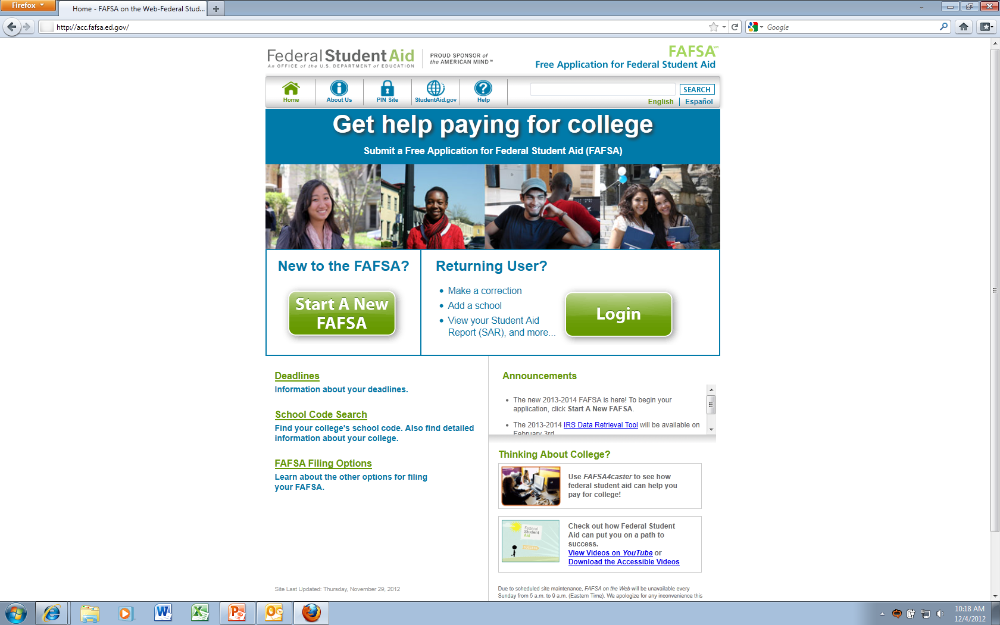 Firefox
Home - FAFSA on the Web-Federal Stud...
http://acc.fafsa.ed.gov/
Google
Federal Student Aid
An OFFICE of the U.S. DEPARTMENT of EDUCATION
PROUD SPONSOR of
the AMERICAN MIND™
FAFSA℠
Free Application for Federal Student Aid
Home
About Us
PIN Site
StudentAid.gov
Help
SEARCH
English | Español
Get help paying for college
Submit a Free Application for Federal Student Aid (FAFSA)
New to the FAFSA?
Start A New
FAFSA
Returning User?
• Make a correction
• Add a school
• View your Student Aid
Report (SAR), and more...
Login
Deadlines
Information about your deadlines.
School Code Search
Find your college's school code. Also find detailed
information about your college.
FAFSA Filing Options
Learn about the other options for filing
your FAFSA.
Site Last Updated: Thursday, November 29, 2012
Announcements
• The new 2013-2014 FAFSA is here! To begin your
application, click Start A New FAFSA.
• The 2013-2014 IRS Data Retrieval Tool will be available on
February 3rd
Thinking About College?
Use FAFSA4caster to see how
federal student aid can help you
pay for college!
Federal
Student
Aid
Check out how Federal Student
Aid can put you on a path to
success.
View Videos on YouTube or
Download the Accessible Videos
Due to scheduled site maintenance, FAFSA on the Web will be unavailable every
Sunday from 5 a.m. to 9 a.m. (Eastern Time). We apologize for any inconvenience this
10:18 AM
12/4/2012